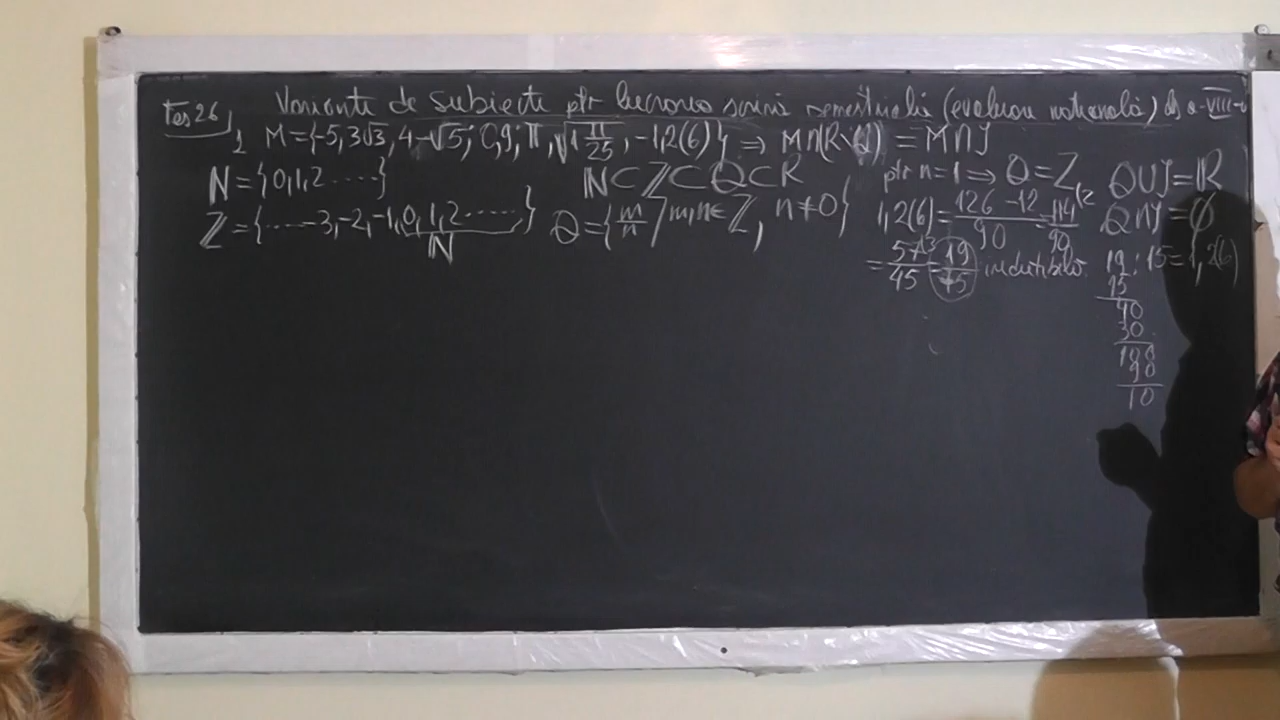 Tes 26
Variante de subiecte ptr lucrarea scrisă semestrială (evaluare națională) cls a-VIII-a
1, M={-5, 3√3, 4-√5; 0,9; π, √(1 11/25), -1,2(6)} ⇒ M∩(R\Q) = M∩I
N={0,1,2.....}
Z={.....-3,-2,-1,0,1,2......}
N
N⊂Z⊂Q⊂R
Q={m/n / m,n∈Z, n≠0}
ptr n=1 ⇒ Q=Z
1,2(6)=126-12/90=114/90
=57/45=19/15 ireductibilă
Q∪I=R
Q∩I=∅
19:15=1,2(6)
15
40
30
100
90
10